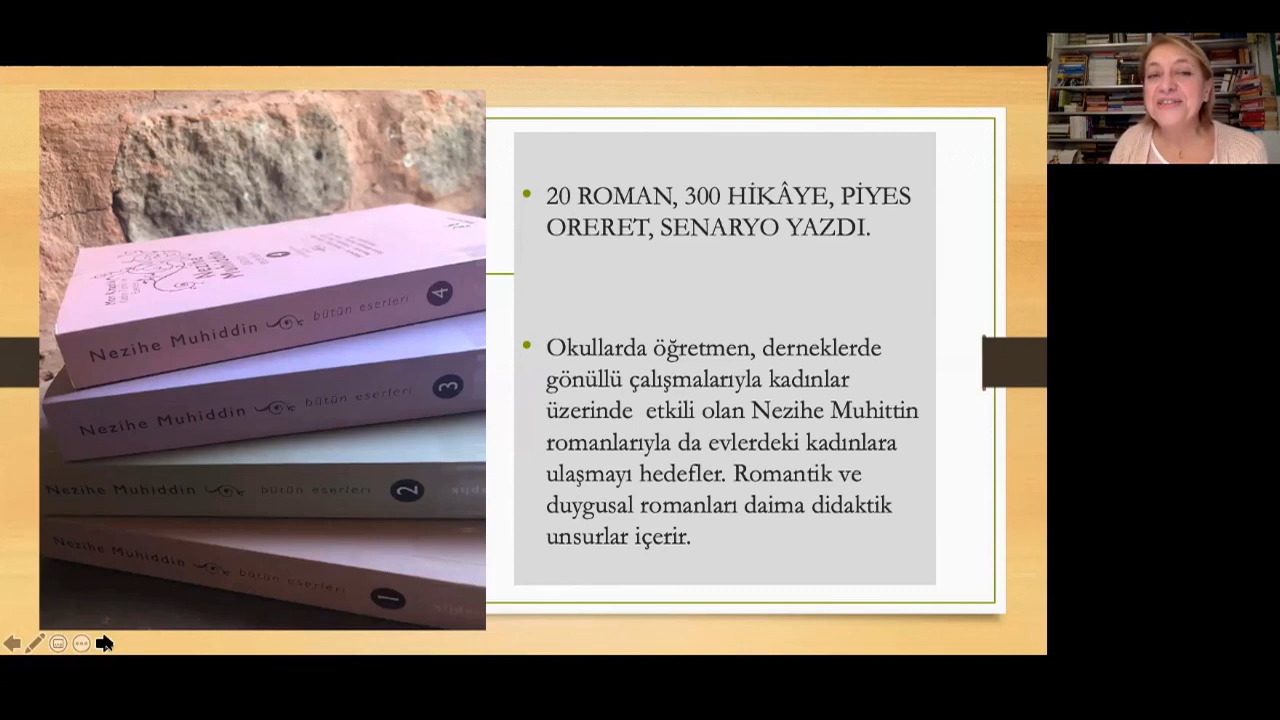 20 ROMAN, 300 HİKÂYE, PİYES
ORERET, SENARYO YAZDI.
Okullarda öğretmen, derneklerde
gönüllü çalışmalarıyla kadınlar
üzerinde etkili olan Nezihe Muhittin
romanlarıyla da evlerdeki kadınlara
ulaşmayı hedefler. Romantik ve
duygusal romanları daima didaktik
unsurlar içerir.
Nezihe
Muhiddin
Nezihe Muhiddin bütün eserleri 4
Nezihe Muhiddin bütün eserleri 3
Nezihe Muhiddin bütün eserleri 2
Nezihe Muhiddin bütün eserleri 1